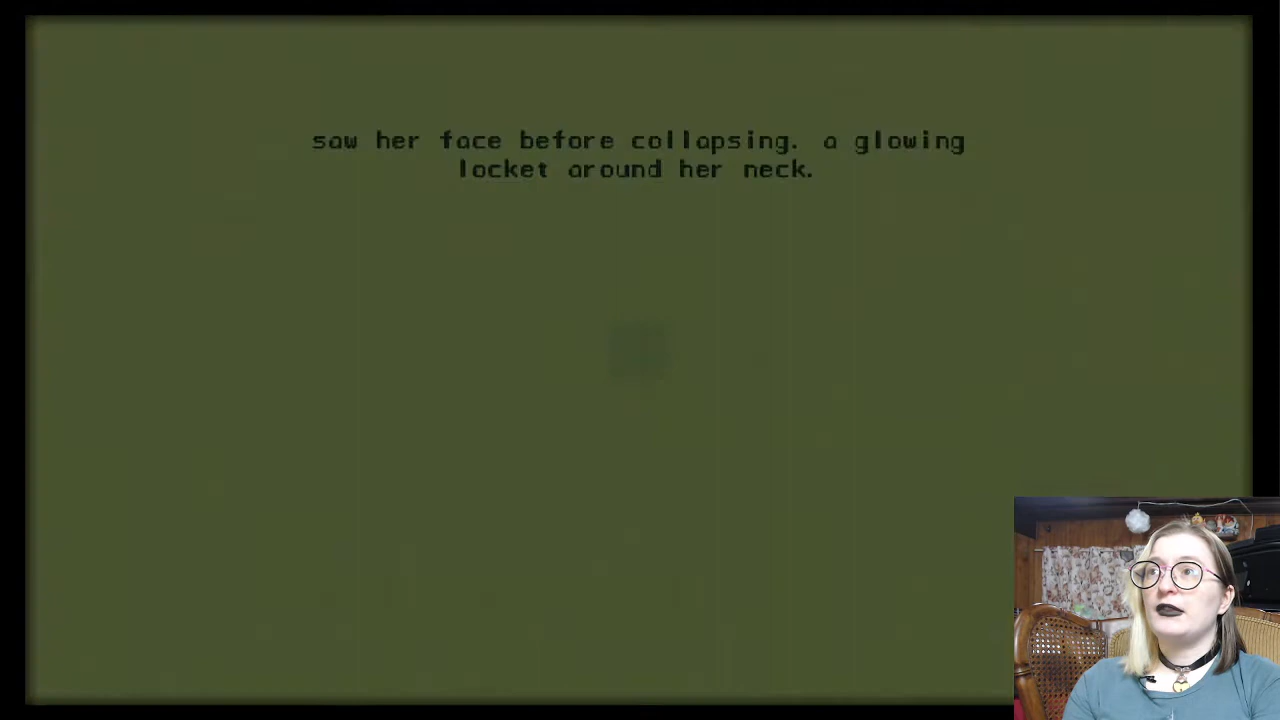 saw her face before collapsing. a glowing
locket around her neck.